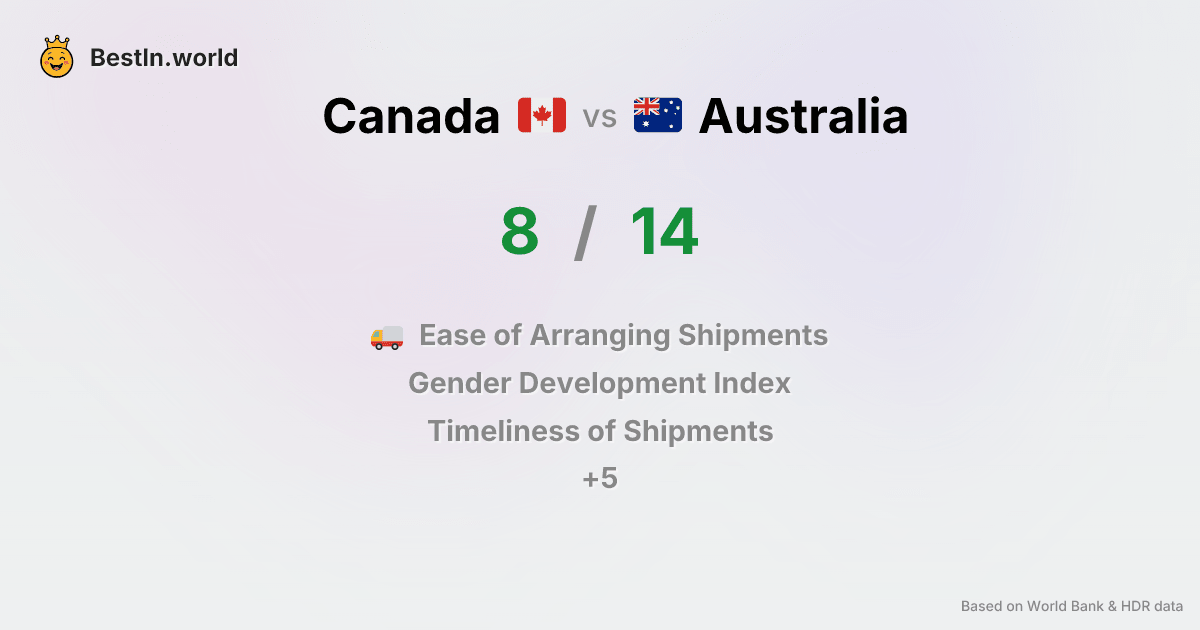 BestIn.world
Canada vs Australia
8 / 14
Ease of Arranging Shipments
Gender Development Index
Timeliness of Shipments
+5
Based on World Bank & HDR data